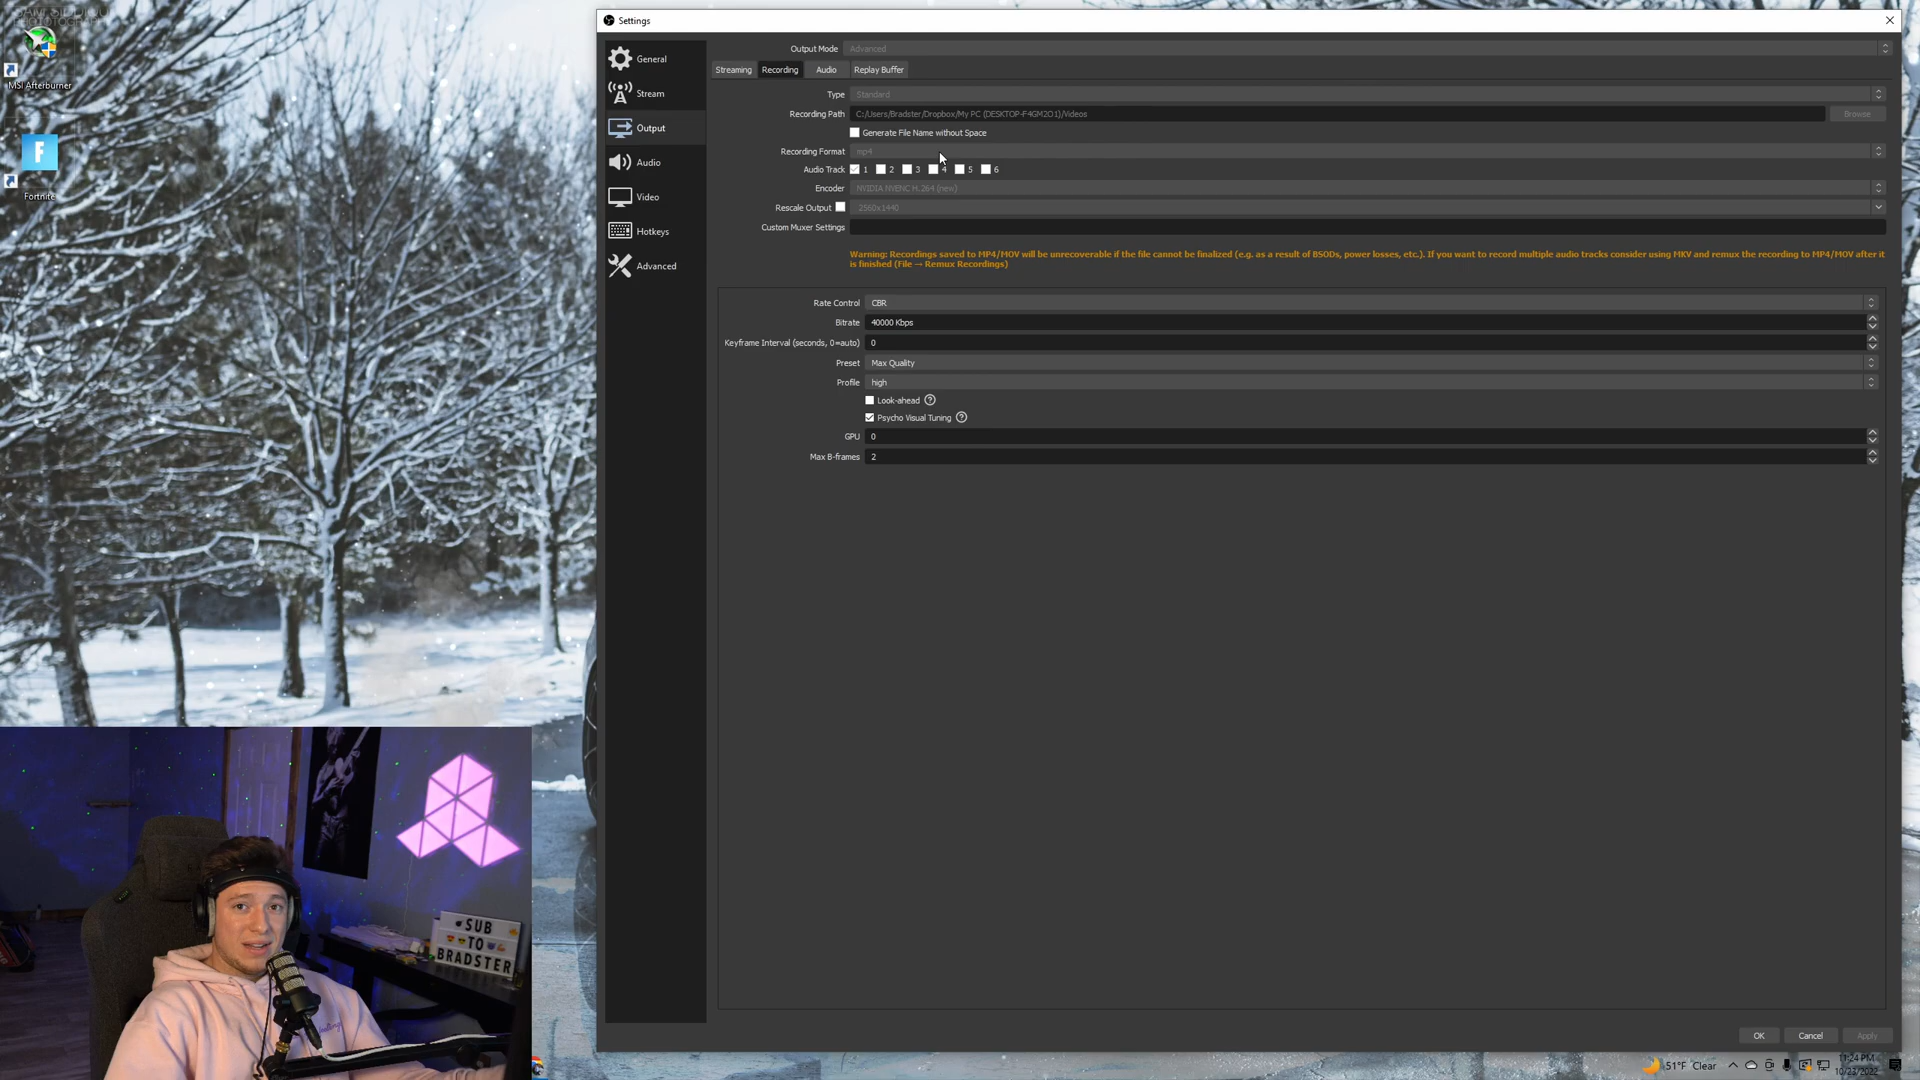 MSI Afterburner
F
Fortnite
Settings
General
Stream
Output
Audio
Video
Hotkeys
Advanced
Output Mode Advanced
Streaming Recording Audio Replay Buffer
Type Standard
Recording Path C:/Users/Bradster/Dropbox/My PC (DESKTOP-F4GM2O1)/Videos Browse
Generate File Name without Space
Recording Format mp4
Audio Track 1 2 3 4 5 6
Encoder NVIDIA NVENC H.264 (new)
Rescale Output 2560x1440
Custom Muxer Settings
Warning: Recordings saved to MP4/MOV will be unrecoverable if the file cannot be finalized (e.g. as a result of BSODs, power losses, etc.). If you want to record multiple audio tracks consider using MKV and remux the recording to MP4/MOV after it
is finished (File → Remux Recordings)
Rate Control CBR
Bitrate 40000 Kbps
Keyframe Interval (seconds, 0=auto) 0
Preset Max Quality
Profile high
Look-ahead ?
Psycho Visual Tuning ?
GPU 0
Max B-frames 2
SUB
TO
BRADSTER
OK Cancel Apply
51°F Clear
11:24 PM
10/23/2022